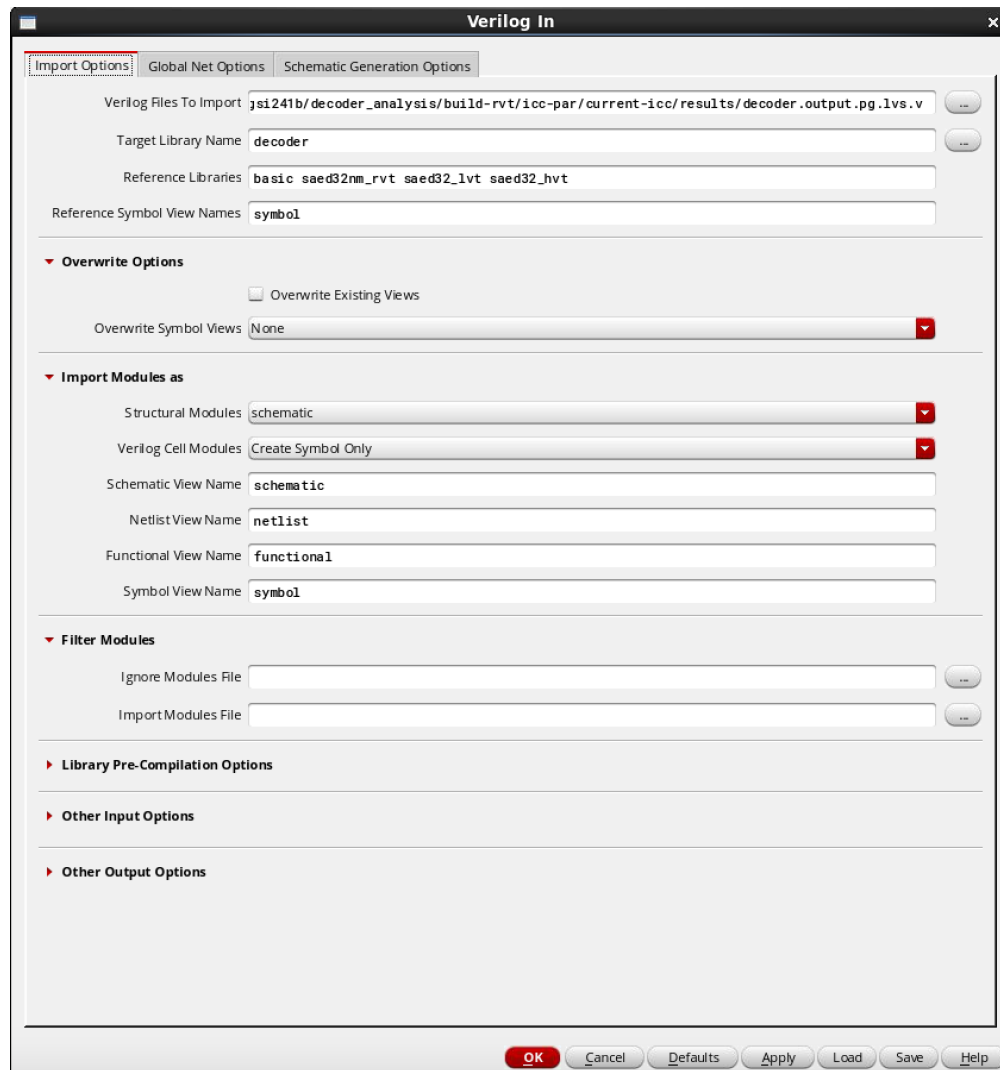 Verilog In
Import Options Global Net Options Schematic Generation Options
Verilog Files To Import gsi241b/decoder_analysis/build-rvt/icc-par/current-icc/results/decoder.output.pg.lvs.v ...
Target Library Name decoder ...
Reference Libraries basic saed32nm_rvt saed32_lvt saed32_hvt
Reference Symbol View Names symbol
Overwrite Options
Overwrite Existing Views
Overwrite Symbol Views None
Import Modules as
Structural Modules schematic
Verilog Cell Modules Create Symbol Only
Schematic View Name schematic
Netlist View Name netlist
Functional View Name functional
Symbol View Name symbol
Filter Modules
Ignore Modules File ...
Import Modules File ...
Library Pre-Compilation Options
Other Input Options
Other Output Options
OK Cancel Defaults Apply Load Save Help